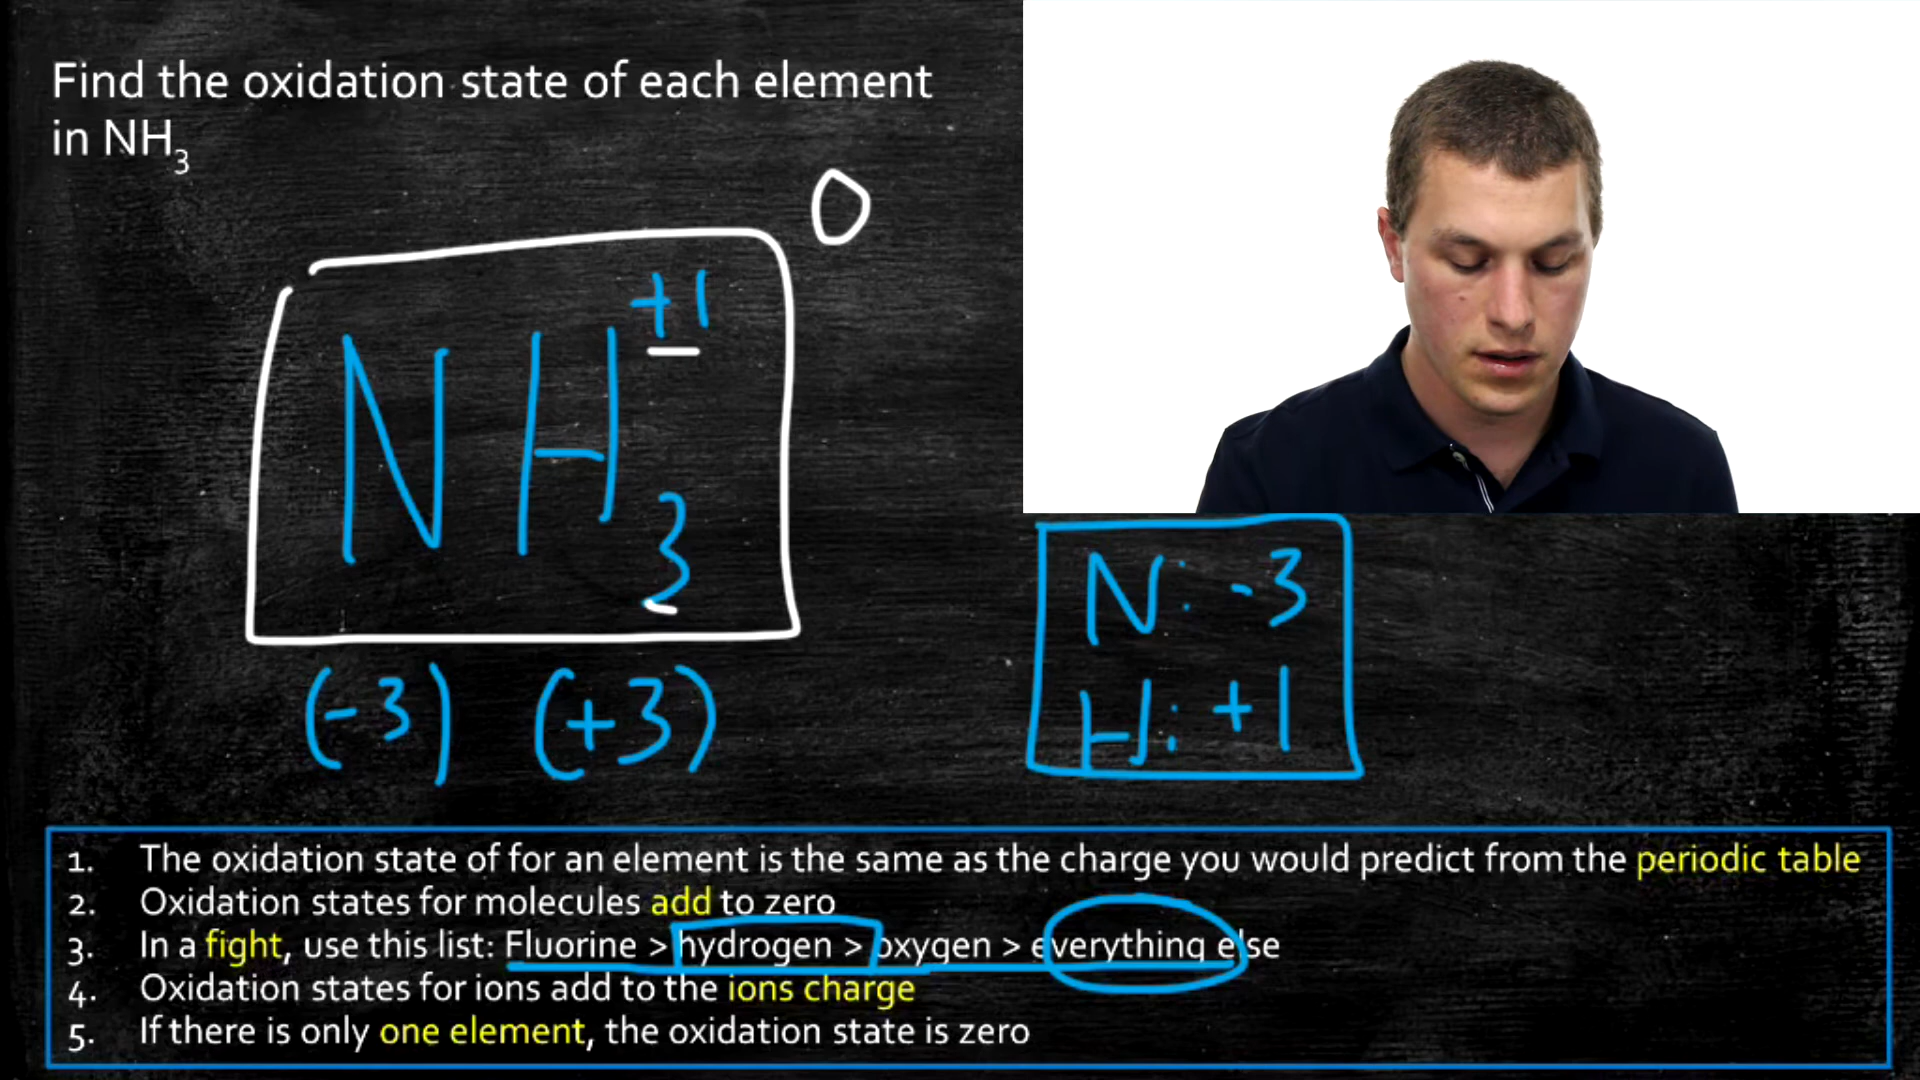 Find the oxidation state of each element
in NH3
0
+1
NH3
(-3) (+3)
N: -3
H: +1
1. The oxidation state of for an element is the same as the charge you would predict from the periodic table
2. Oxidation states for molecules add to zero
3. In a fight, use this list: Fluorine > hydrogen > oxygen > everything else
4. Oxidation states for ions add to the ions charge
5. If there is only one element, the oxidation state is zero